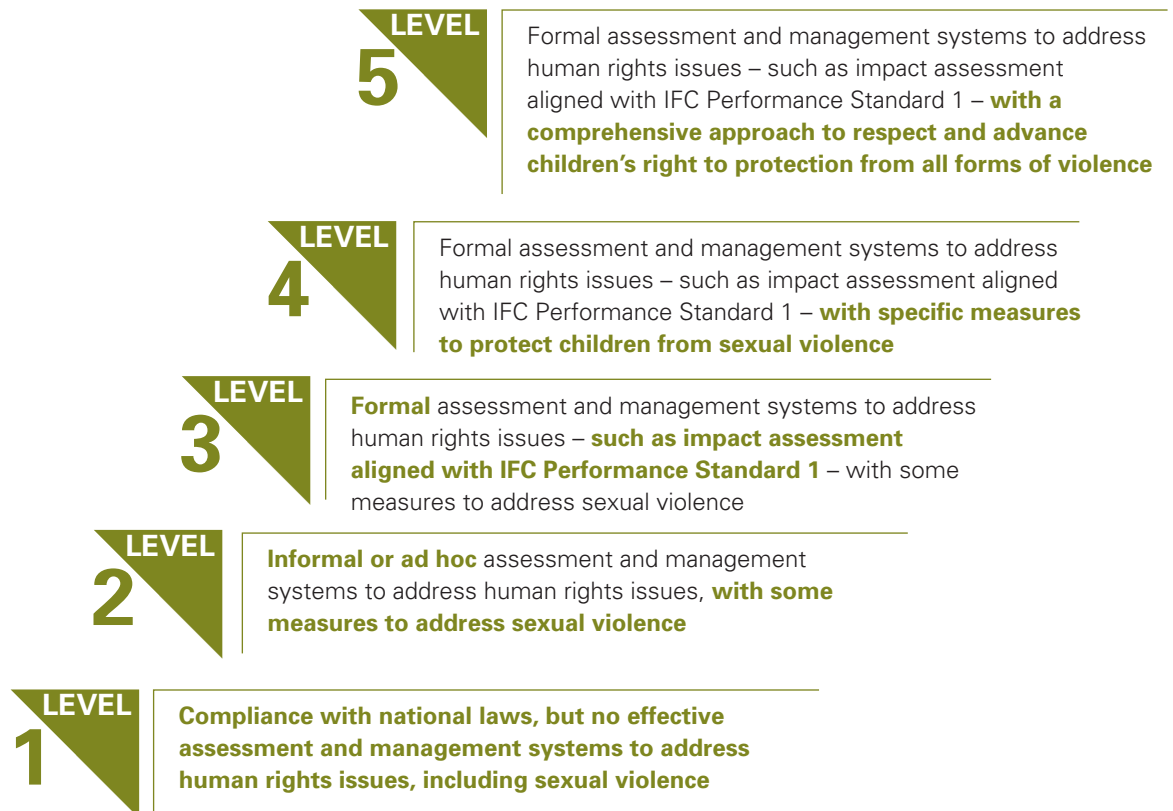 LEVEL
5
Formal assessment and management systems to address
human rights issues – such as impact assessment
aligned with IFC Performance Standard 1 – with a
comprehensive approach to respect and advance
children’s right to protection from all forms of violence
LEVEL
4
Formal assessment and management systems to address
human rights issues – such as impact assessment aligned
with IFC Performance Standard 1 – with specific measures
to protect children from sexual violence
LEVEL
3
Formal assessment and management systems to address
human rights issues – such as impact assessment
aligned with IFC Performance Standard 1 – with some
measures to address sexual violence
LEVEL
2
Informal or ad hoc assessment and management
systems to address human rights issues, with some
measures to address sexual violence
LEVEL
1
Compliance with national laws, but no effective
assessment and management systems to address
human rights issues, including sexual violence